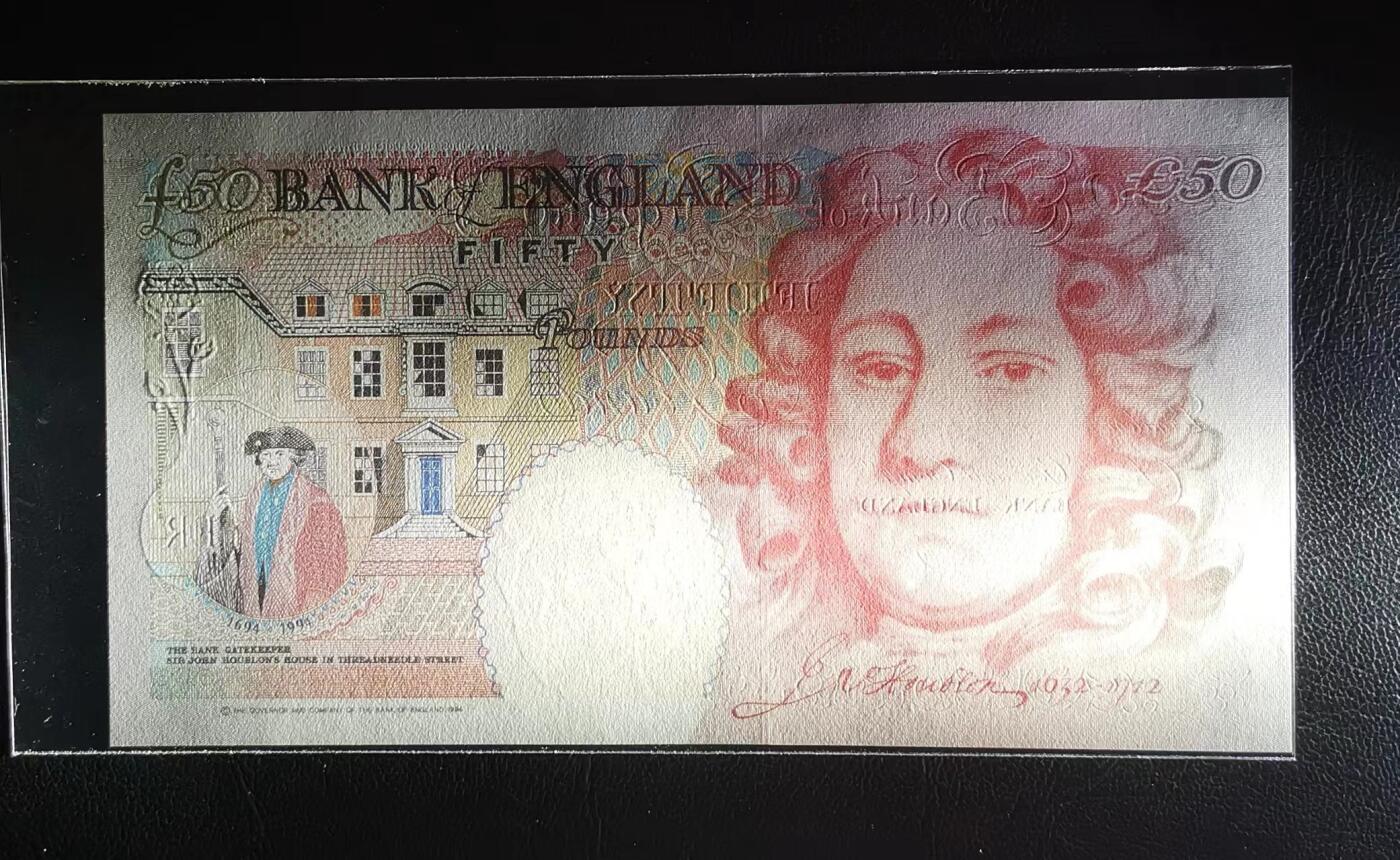 £50 BANK of ENGLAND £50
FIFTY
POUNDS
1694 - 1994
THE BANK GATEKEEPER
SIR JOHN HOUBLON'S HOUSE IN THREADNEEDLE STREET
© THE GOVERNOR AND COMPANY OF THE BANK OF ENGLAND 1994
Houblon 1632-1712